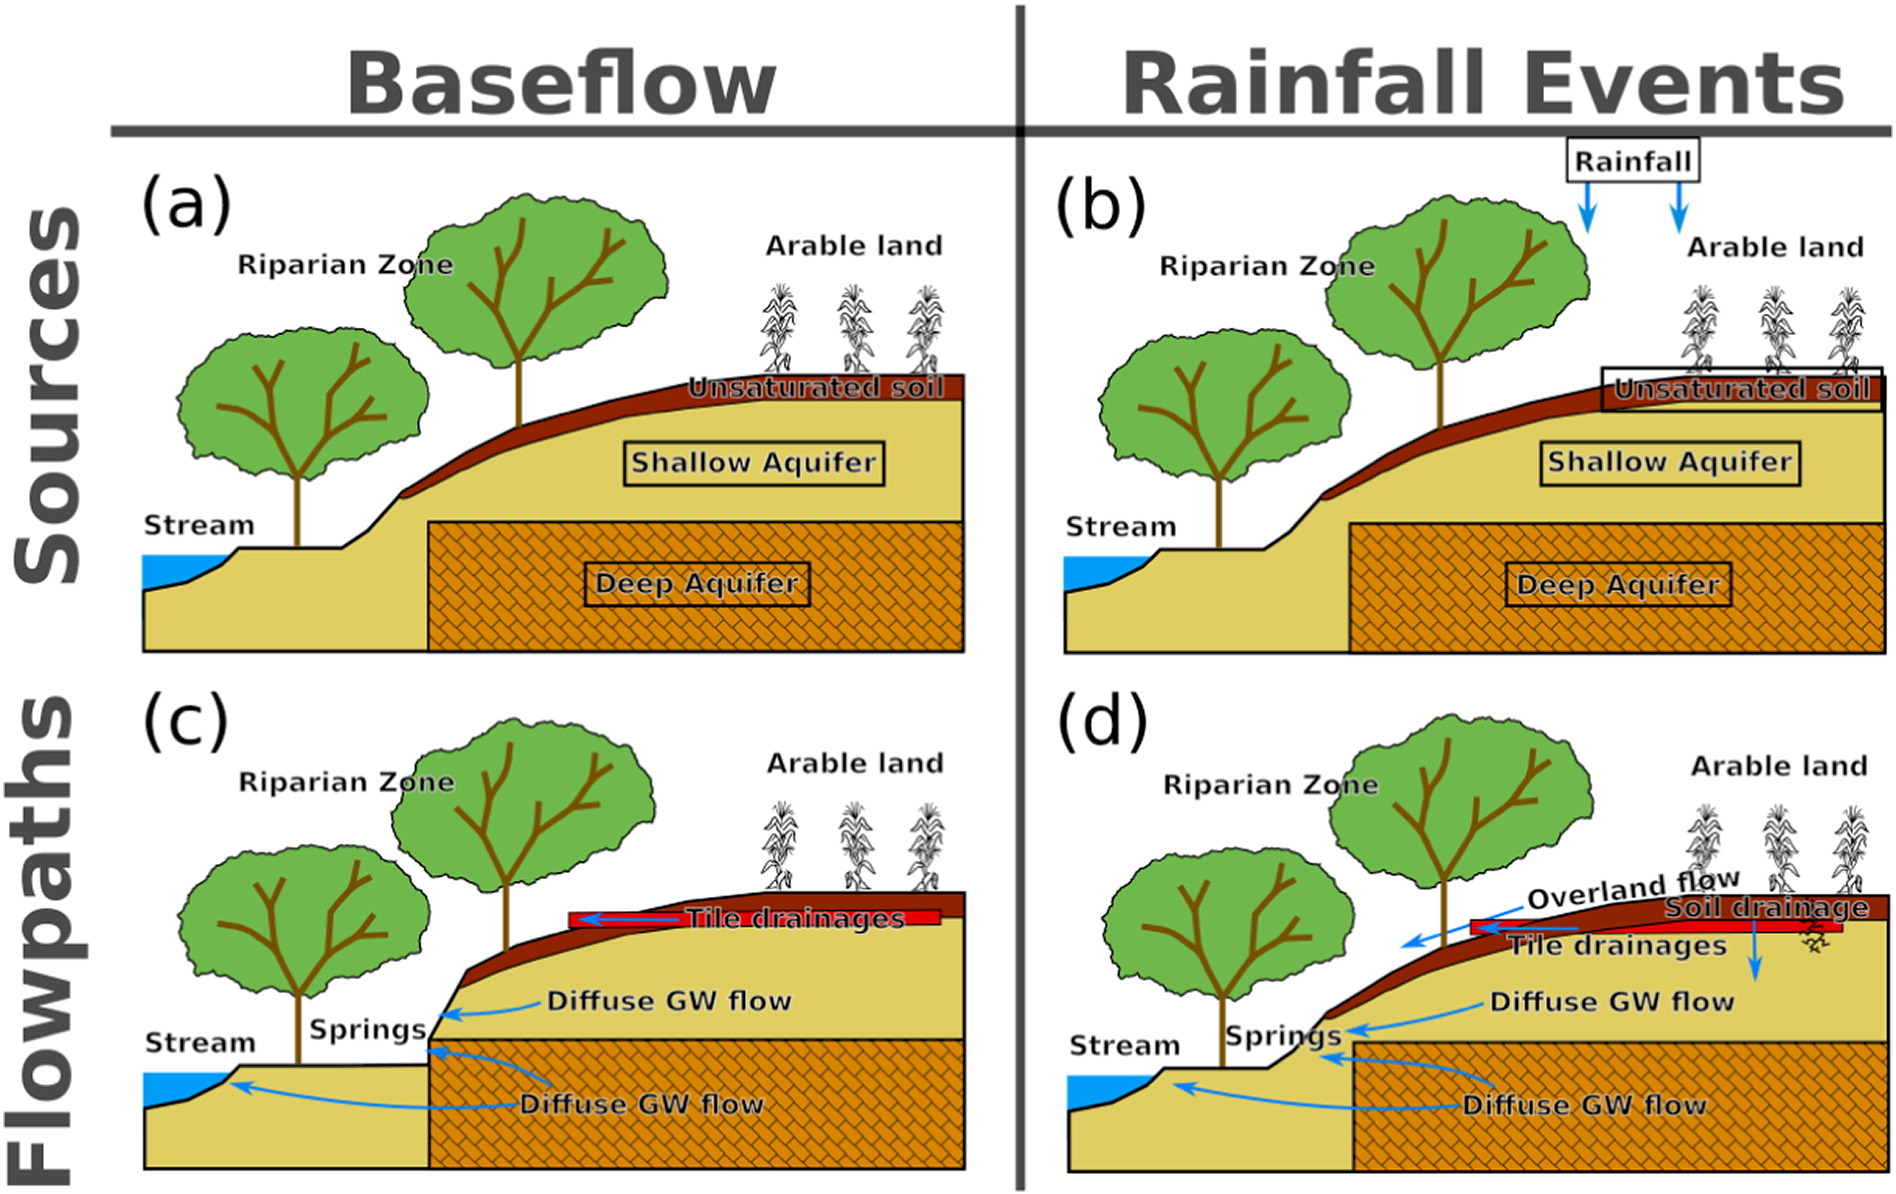 Baseflow
Rainfall Events
Sources
(a)
Riparian Zone
Arable land
Unsaturated soil
Shallow Aquifer
Stream
Deep Aquifer
(b)
Rainfall
Riparian Zone
Arable land
Unsaturated soil
Shallow Aquifer
Stream
Deep Aquifer
Flowpaths
(c)
Riparian Zone
Arable land
Tile drainages
Diffuse GW flow
Springs
Stream
Diffuse GW flow
(d)
Riparian Zone
Arable land
Overland flow
Soil drainage
Tile drainages
Diffuse GW flow
Springs
Stream
Diffuse GW flow